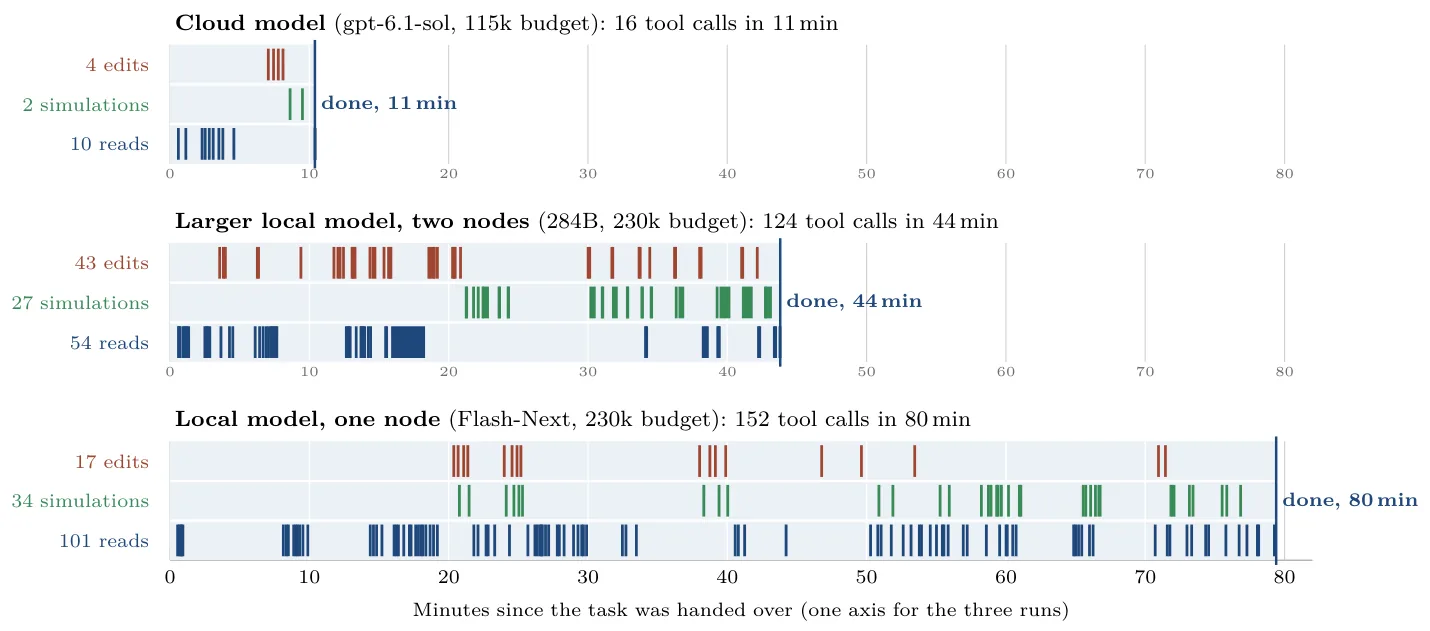 Cloud model (gpt-6.1-sol, 115k budget): 16 tool calls in 11 min
4 edits
2 simulations
done, 11 min
10 reads
0 10 20 30 40 50 60 70 80
Larger local model, two nodes (284B, 230k budget): 124 tool calls in 44 min
43 edits
27 simulations
done, 44 min
54 reads
0 10 20 30 40 50 60 70 80
Local model, one node (Flash-Next, 230k budget): 152 tool calls in 80 min
17 edits
34 simulations
done, 80 min
101 reads
0 10 20 30 40 50 60 70 80
Minutes since the task was handed over (one axis for the three runs)